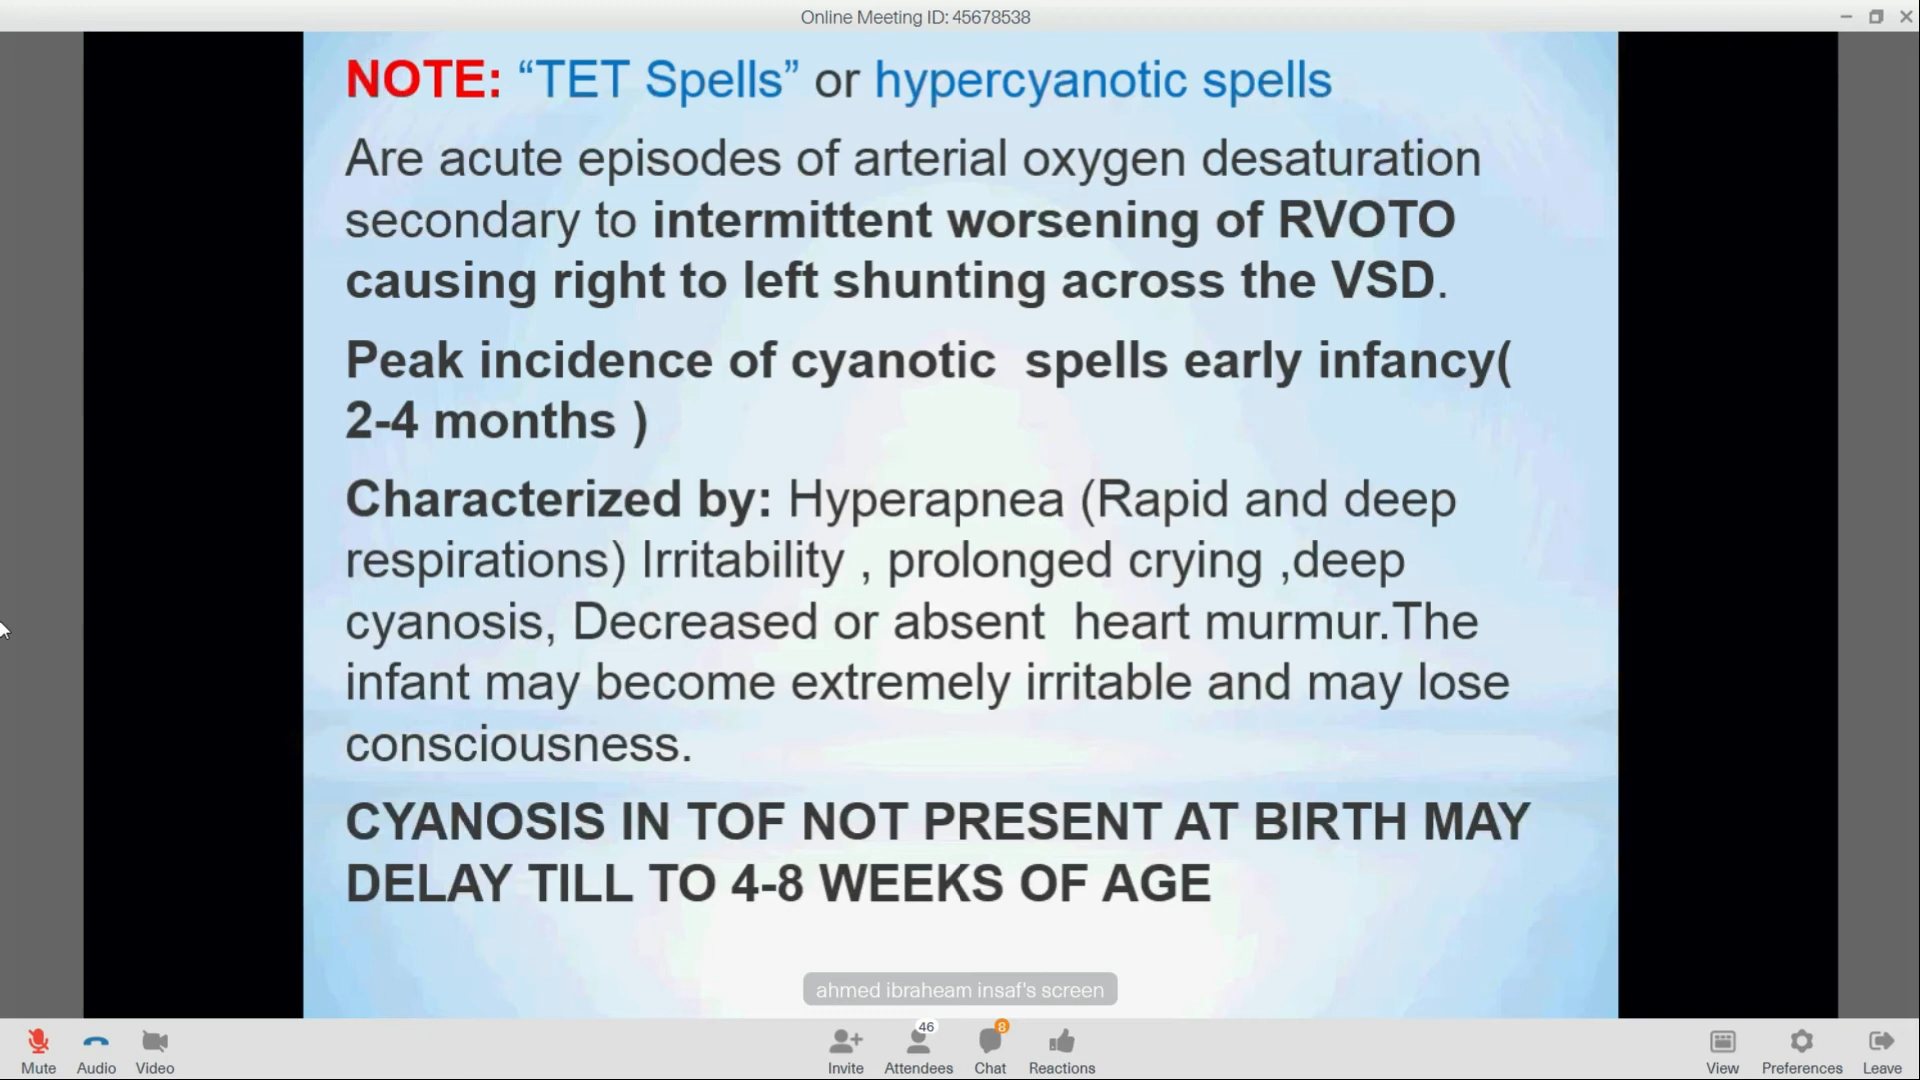 Online Meeting ID: 45678538
NOTE: “TET Spells” or hypercyanotic spells
Are acute episodes of arterial oxygen desaturation
secondary to intermittent worsening of RVOTO
causing right to left shunting across the VSD.
Peak incidence of cyanotic  spells early infancy(
2-4 months )
Characterized by: Hyperapnea (Rapid and deep
respirations) Irritability , prolonged crying ,deep
cyanosis, Decreased or absent  heart murmur.The
infant may become extremely irritable and may lose
consciousness.
CYANOSIS IN TOF NOT PRESENT AT BIRTH MAY
DELAY TILL TO 4-8 WEEKS OF AGE
ahmed ibraheam insaf's screen
46
8
Mute Audio Video Invite Attendees Chat Reactions View Preferences Leave